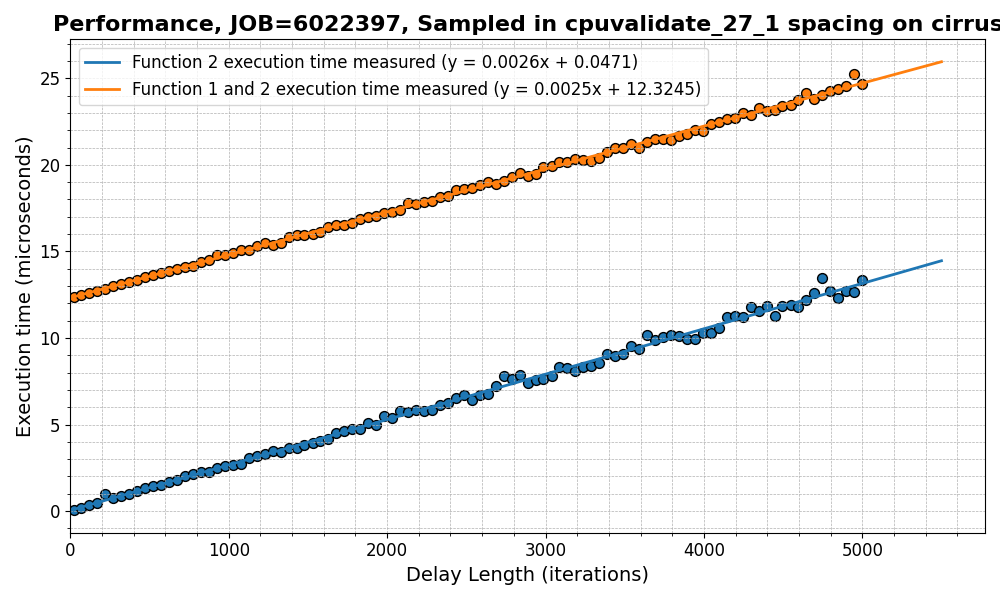 Performance, JOB=6022397, Sampled in cpuvalidate_27_1 spacing on cirrus
Function 2 execution time measured (y = 0.0026x + 0.0471)
Function 1 and 2 execution time measured (y = 0.0025x + 12.3245)
Execution time (microseconds)
25
20
15
10
5
0
0 1000 2000 3000 4000 5000
Delay Length (iterations)